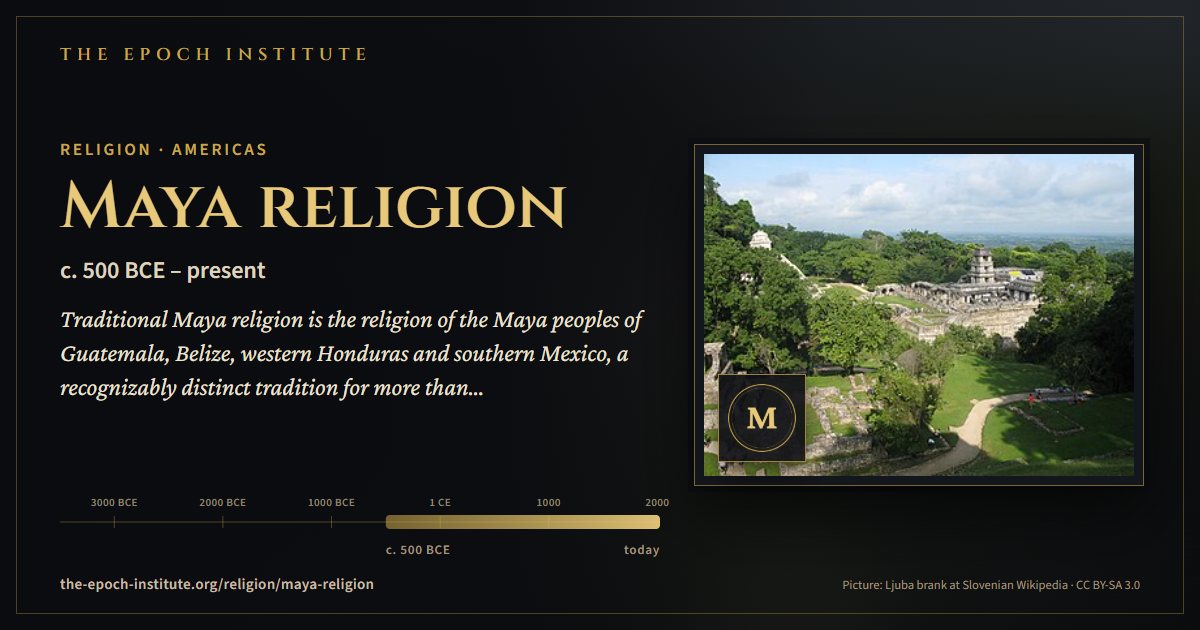 THE EPOCH INSTITUTE
RELIGION · AMERICAS
MAYA RELIGION
c. 500 BCE – present
Traditional Maya religion is the religion of the Maya peoples of
Guatemala, Belize, western Honduras and southern Mexico, a
recognizably distinct tradition for more than...
M
3000 BCE 2000 BCE 1000 BCE 1 CE 1000 2000
c. 500 BCE today
the-epoch-institute.org/religion/maya-religion
Picture: Ljuba brank at Slovenian Wikipedia · CC BY-SA 3.0